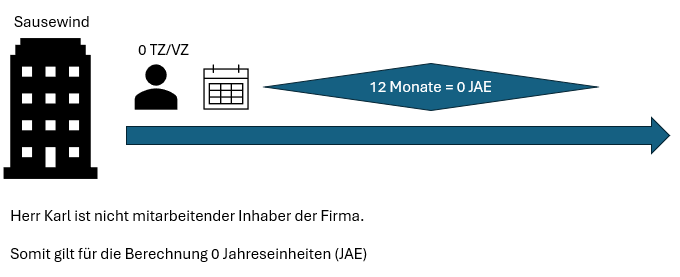 Sausewind
0 TZ/VZ
12 Monate = 0 JAE
Herr Karl ist nicht mitarbeitender Inhaber der Firma.
Somit gilt für die Berechnung 0 Jahreseinheiten (JAE)